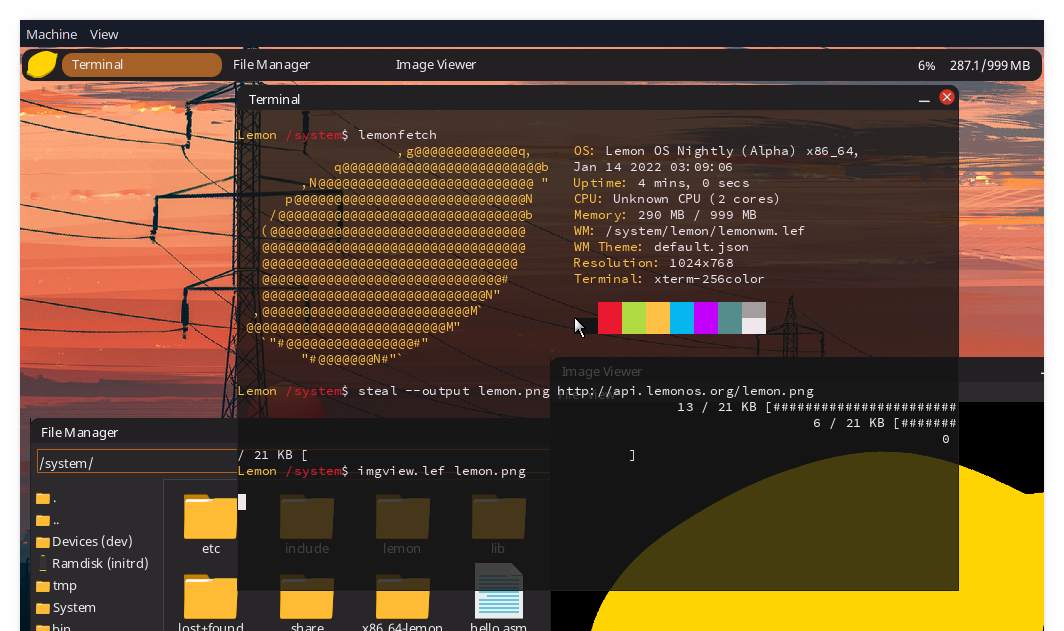 Machine View
Terminal File Manager Image Viewer 6% 287.1/999 MB
Terminal
Lemon /system$ lemonfetch
,g@@@@@@@@@@@@@q,
q@@@@@@@@@@@@@@@@@@@@@@@@b
,N@@@@@@@@@@@@@@@@@@@@@@@@@@@ "
p@@@@@@@@@@@@@@@@@@@@@@@@@@@@N
/@@@@@@@@@@@@@@@@@@@@@@@@@@@@@@@b
(@@@@@@@@@@@@@@@@@@@@@@@@@@@@@@@@
@@@@@@@@@@@@@@@@@@@@@@@@@@@@@@@@@
@@@@@@@@@@@@@@@@@@@@@@@@@@@@@@@@
@@@@@@@@@@@@@@@@@@@@@@@@@@@@@@#
@@@@@@@@@@@@@@@@@@@@@@@@@@@@N"
,@@@@@@@@@@@@@@@@@@@@@@@@@@M`
@@@@@@@@@@@@@@@@@@@@@@@@@M"
`"#@@@@@@@@@@@@@@@@#"
"#@@@@@@@N#"`
OS: Lemon OS Nightly (Alpha) x86_64,
Jan 14 2022 03:09:06
Uptime: 4 mins, 0 secs
CPU: Unknown CPU (2 cores)
Memory: 290 MB / 999 MB
WM: /system/lemon/lemonwm.lef
WM Theme: default.json
Resolution: 1024x768
Terminal: xterm-256color
Lemon /system$ steal --output lemon.png http://api.lemonos.org/lemon.png
13 / 21 KB [#######################
6 / 21 KB [#######
0
/ 21 KB [ ]
Lemon /system$ imgview.lef lemon.png
Image Viewer
File Manager
/system/
.
..
Devices (dev)
Ramdisk (initrd)
tmp
System
bin
etc include lemon lib
lost+found share x86_64-lemon hello.asm